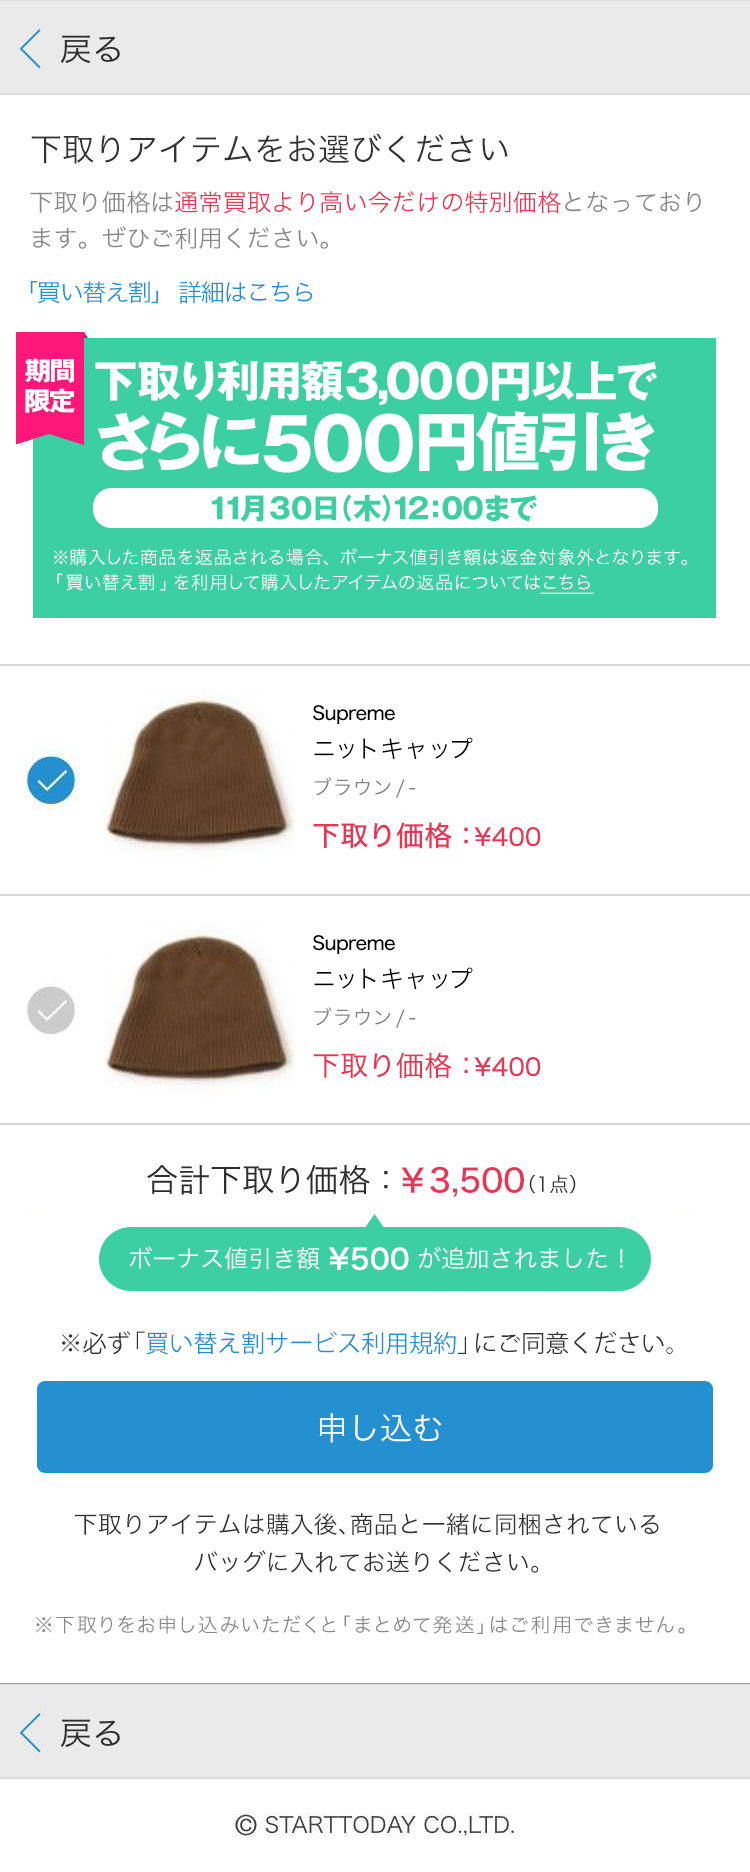 戻る
下取りアイテムをお選びください
下取り価格は通常買取より高い今だけの特別価格となっており
ます。ぜひご利用ください。
「買い替え割」 詳細はこちら
期間
限定
下取り利用額3,000円以上で
さらに500円値引き
11月30日(木)12:00まで
※購入した商品を返品される場合、ボーナス値引き額は返金対象外となります。
「買い替え割」を利用して購入したアイテムの返品についてはこちら
Supreme
ニットキャップ
ブラウン / -
下取り価格：¥400
Supreme
ニットキャップ
ブラウン / -
下取り価格：¥400
合計下取り価格：¥3,500(1点)
ボーナス値引き額 ¥500 が追加されました！
※必ず「買い替え割サービス利用規約」にご同意ください。
申し込む
下取りアイテムは購入後、商品と一緒に同梱されている
バッグに入れてお送りください。
※下取りをお申し込みいただくと「まとめて発送」はご利用できません。
戻る
© STARTTODAY CO.,LTD.